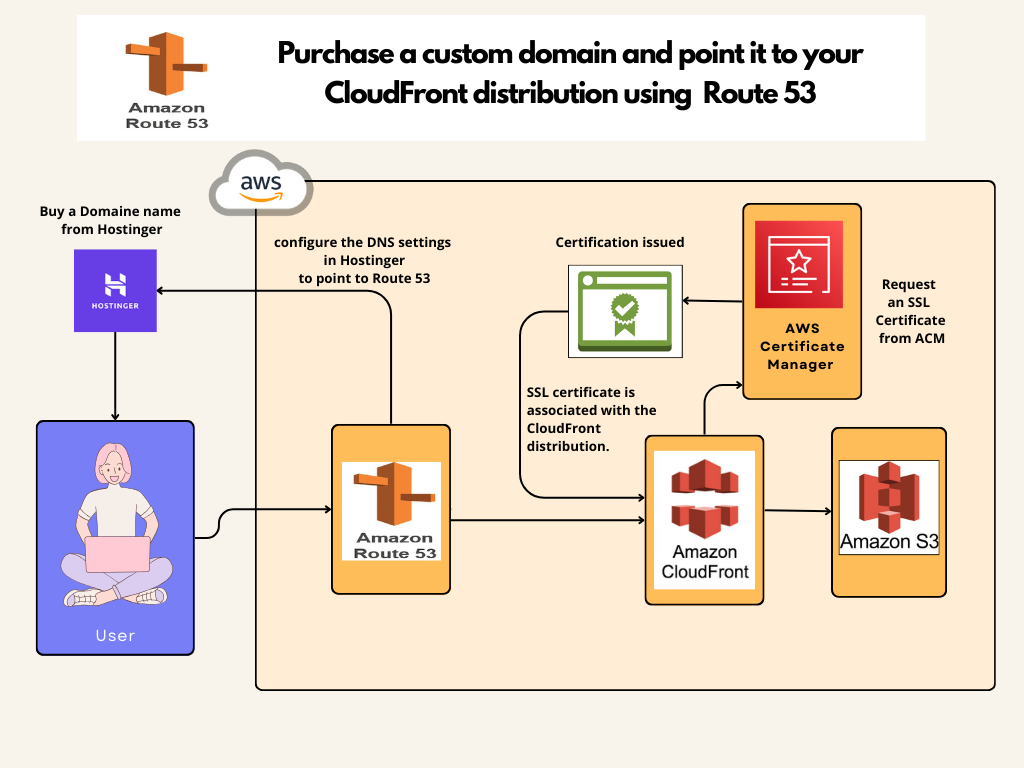 Purchase a custom domain and point it to your
CloudFront distribution using Route 53
Amazon
Route 53
aws
Buy a Domaine name
from Hostinger
HOSTINGER
configure the DNS settings
in Hostinger
to point to Route 53
Certification issued
AWS
Certificate
Manager
Request
an SSL
Certificate
from ACM
SSL certificate is
associated with the
CloudFront
distribution.
User
Amazon
Route 53
Amazon
CloudFront
Amazon S3